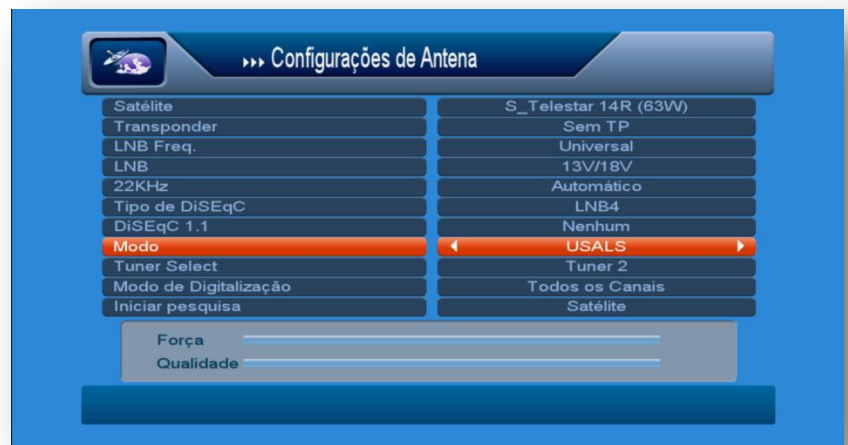 ››› Configurações de Antena
Satélite S_Telestar 14R (63W)
Transponder Sem TP
LNB Freq. Universal
LNB 13V/18V
22KHz Automático
Tipo de DiSEqC LNB4
DiSEqC 1.1 Nenhum
Modo USALS
Tuner Select Tuner 2
Modo de Digitalização Todos os Canais
Iniciar pesquisa Satélite
Força
Qualidade